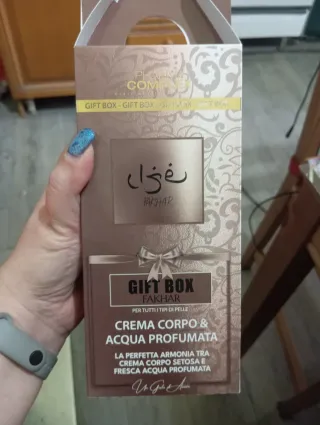 GIFT BOX - GIFT BOX
FAKHAR
GIFT BOX
FAKHAR
PER TUTTI I TIPI DI PELLE
CREMA CORPO &
ACQUA PROFUMATA
LA PERFETTA ARMONIA TRA
CREMA CORPO SETOSA E
FRESCA ACQUA PROFUMATA